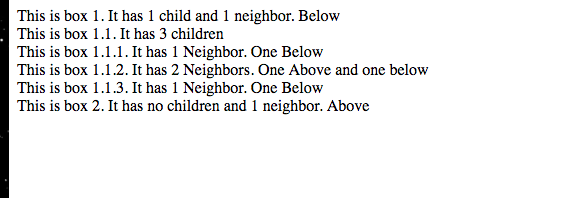 This is box 1. It has 1 child and 1 neighbor. Below
This is box 1.1. It has 3 children
This is box 1.1.1. It has 1 Neighbor. One Below
This is box 1.1.2. It has 2 Neighbors. One Above and one below
This is box 1.1.3. It has 1 Neighbor. One Below
This is box 2. It has no children and 1 neighbor. Above